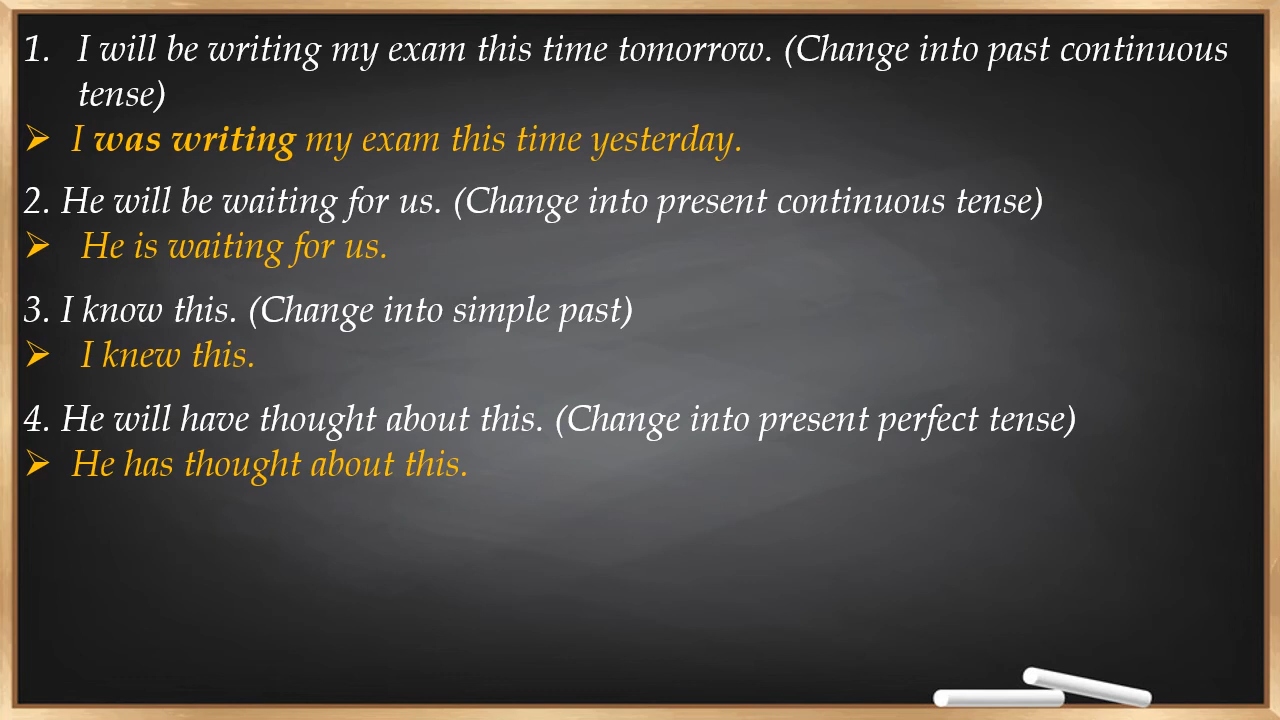 1. I will be writing my exam this time tomorrow. (Change into past continuous
tense)
➢ I was writing my exam this time yesterday.
2. He will be waiting for us. (Change into present continuous tense)
➢ He is waiting for us.
3. I know this. (Change into simple past)
➢ I knew this.
4. He will have thought about this. (Change into present perfect tense)
➢ He has thought about this.